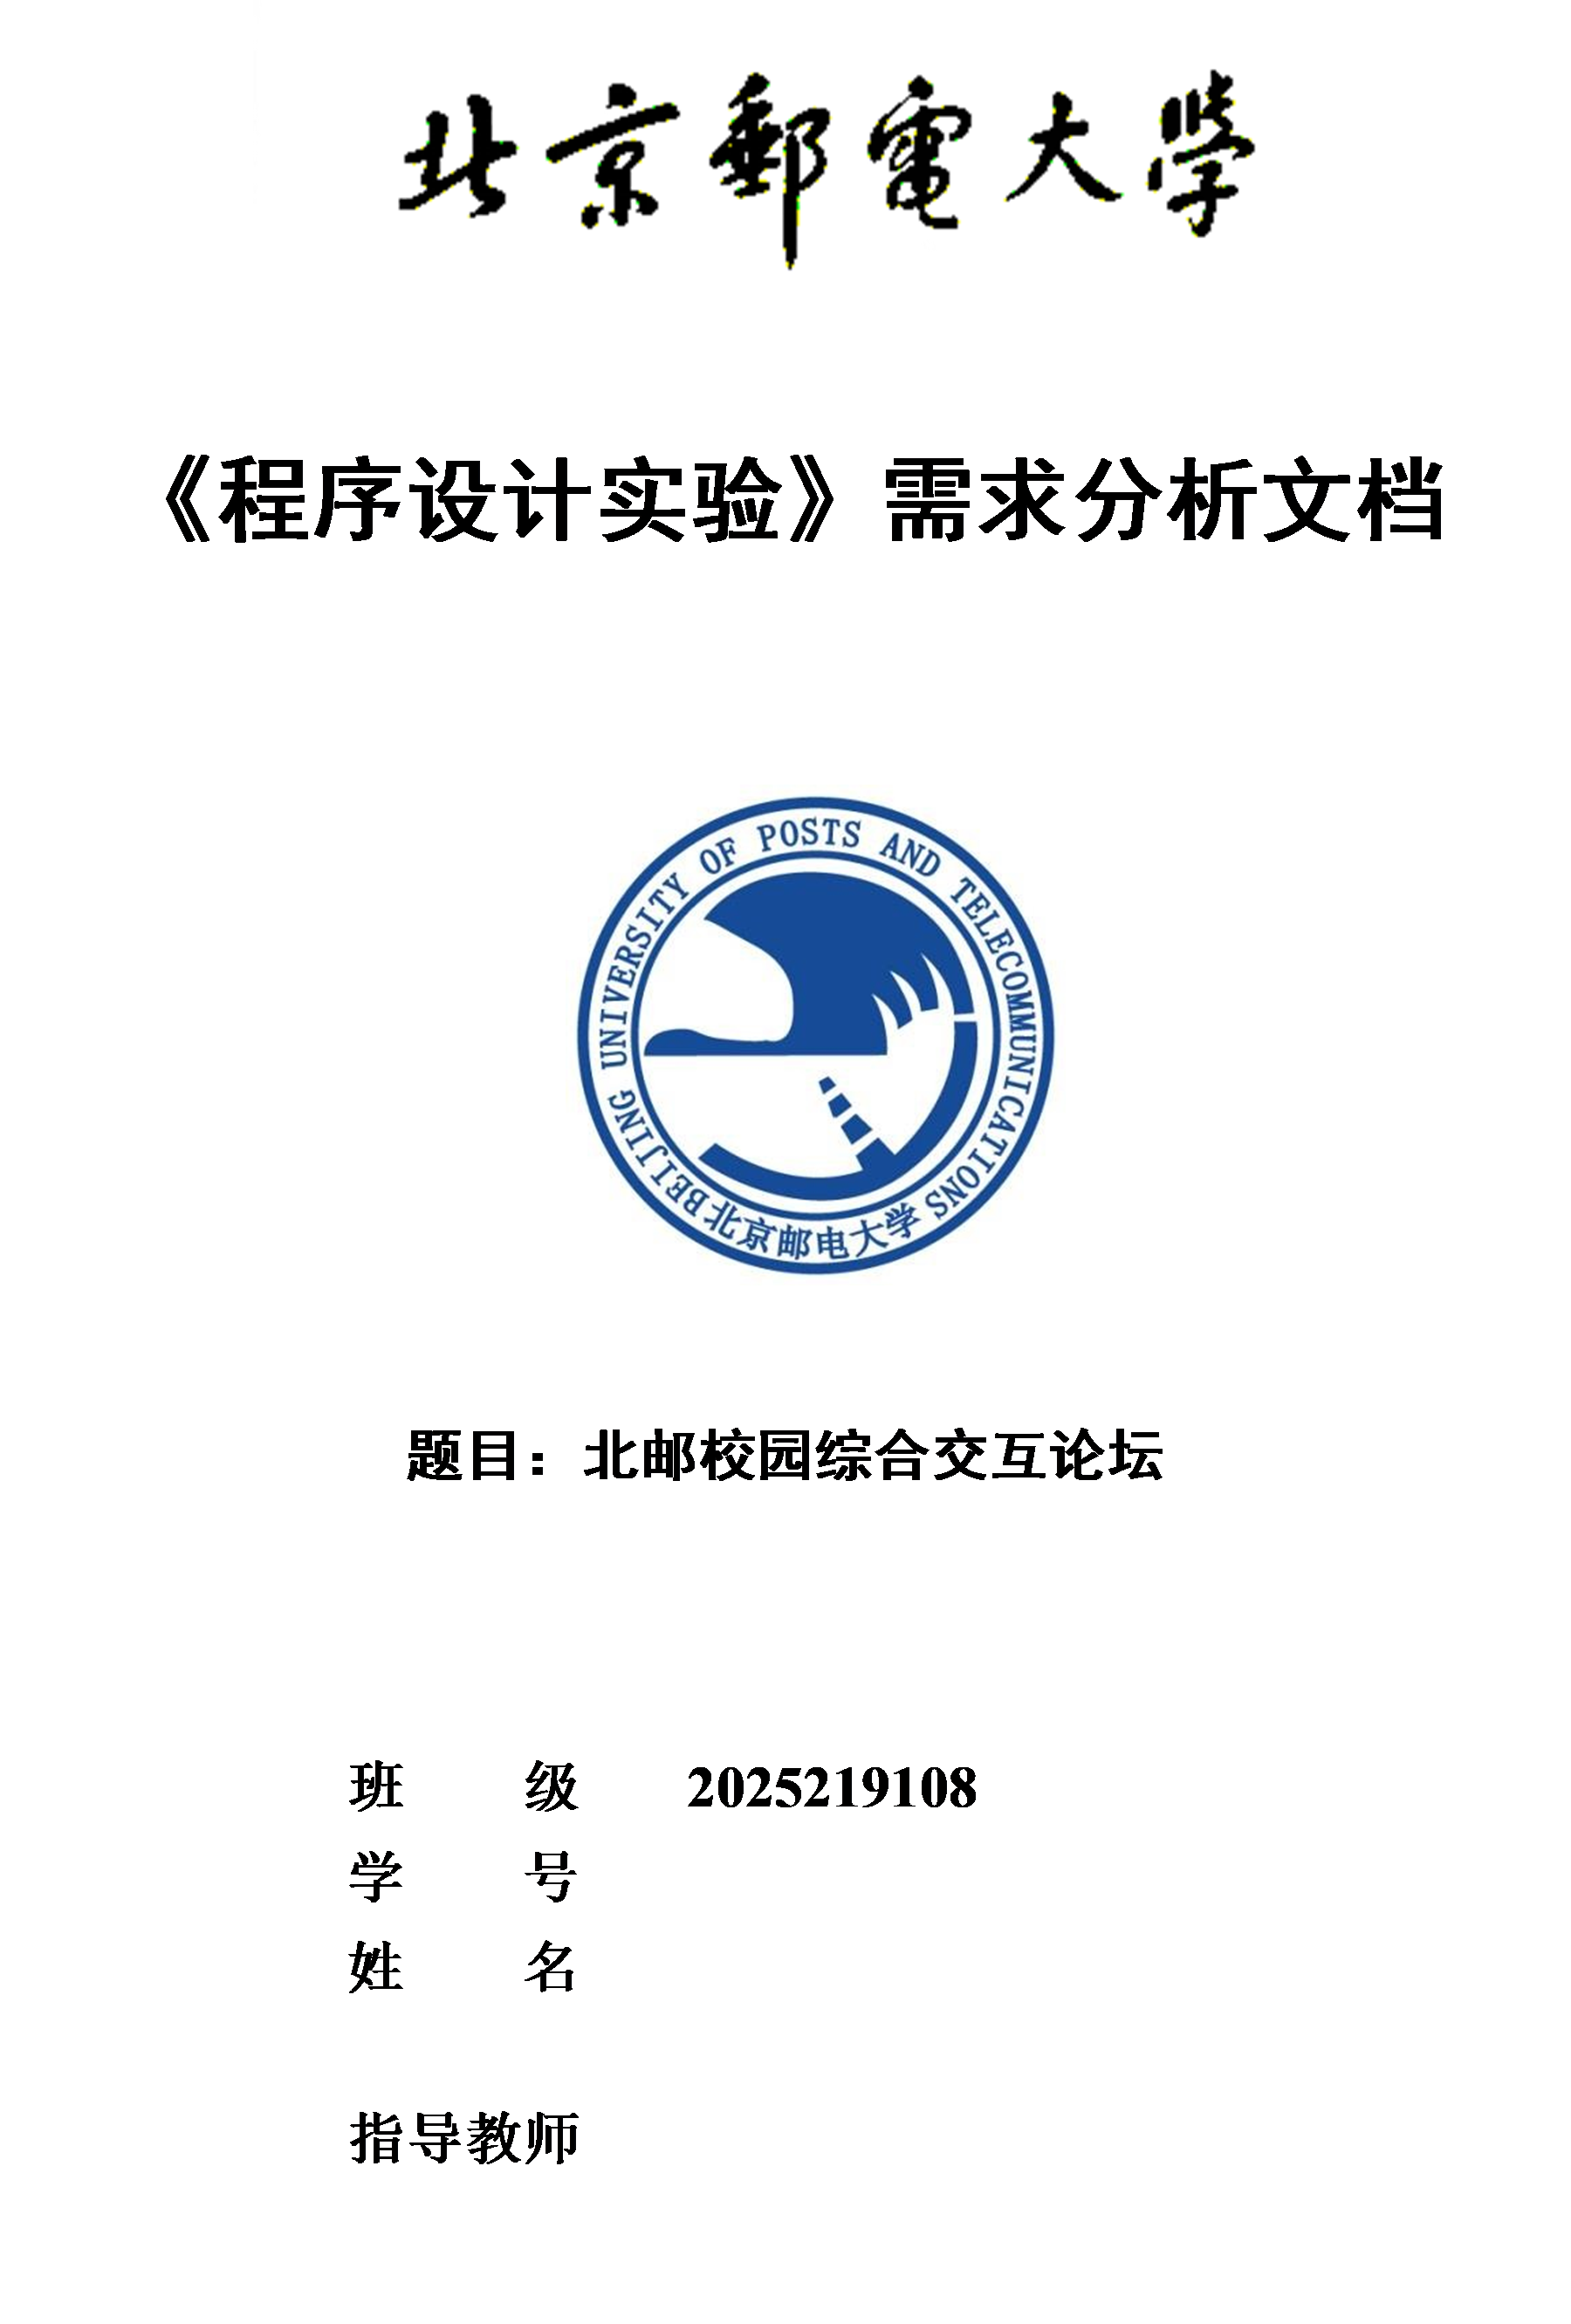 北京郵電大学
《程序设计实验》需求分析文档
BEIJING UNIVERSITY OF POSTS AND TELECOMMUNICATIONS
北京邮电大学
题目：北邮校园综合交互论坛
班 级 2025219108
学 号
姓 名
指导教师